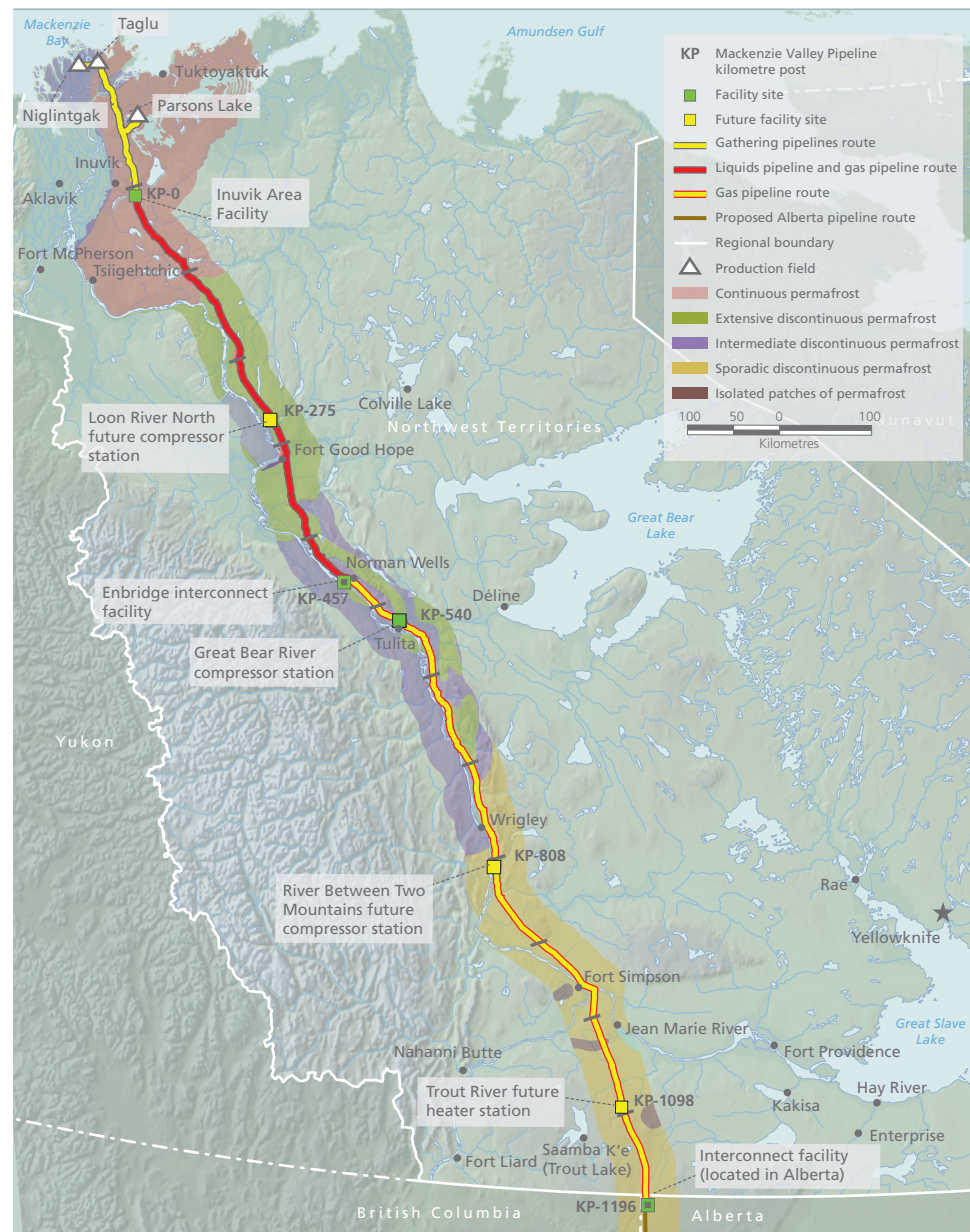 Mackenzie
Bay
Taglu
Amundsen Gulf
Tuktoyaktuk
Niglintgak
Parsons Lake
Inuvik
Aklavik
KP-0
Inuvik Area
Facility
Fort McPherson
Tsiigehtchic
KP Mackenzie Valley Pipeline
kilometre post
Facility site
Future facility site
Gathering pipelines route
Liquids pipeline and gas pipeline route
Gas pipeline route
Proposed Alberta pipeline route
Regional boundary
Production field
Continuous permafrost
Extensive discontinuous permafrost
Intermediate discontinuous permafrost
Sporadic discontinuous permafrost
Isolated patches of permafrost
100 50 0 100
Kilometres
Nunavut
Colville Lake
KP-275
Loon River North
future compressor
station
Northwest Territories
Fort Good Hope
Great Bear
Lake
Norman Wells
Enbridge interconnect
facility
KP-457
Déline
KP-540
Tulita
Great Bear River
compressor station
Yukon
Wrigley
KP-808
River Between Two
Mountains future
compressor station
Rae
Yellowknife
Fort Simpson
Jean Marie River
Great Slave
Lake
Nahanni Butte
Fort Providence
Trout River future
heater station
KP-1098
Hay River
Kakisa
Enterprise
Saamba K'e
(Trout Lake)
Fort Liard
Interconnect facility
(located in Alberta)
KP-1196
British Columbia
Alberta